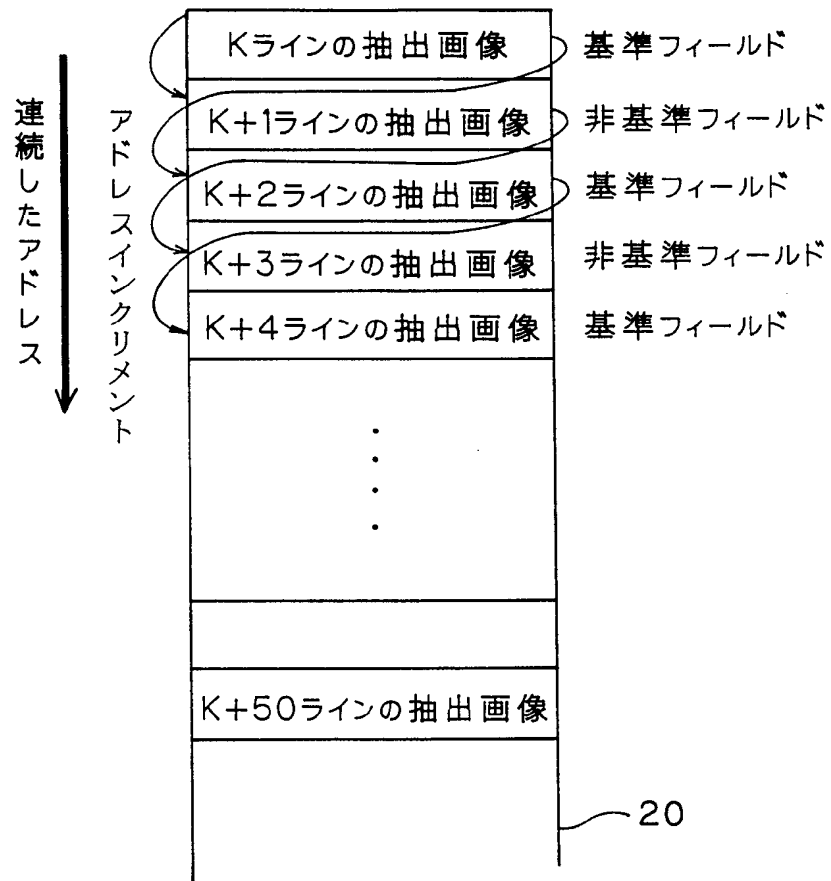 連続したアドレス
アドレスインクリメント
Kラインの抽出画像 基準フィールド
K+1ラインの抽出画像 非基準フィールド
K+2ラインの抽出画像 基準フィールド
K+3ラインの抽出画像 非基準フィールド
K+4ラインの抽出画像 基準フィールド
K+50ラインの抽出画像
20